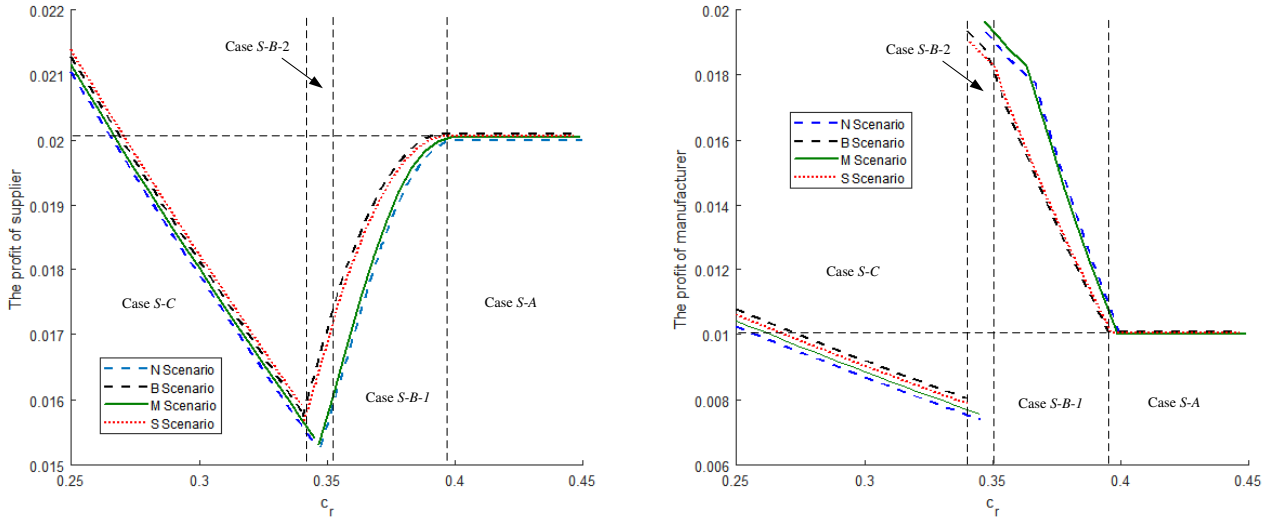 0.022
0.021
0.02
0.019
0.018
0.017
0.016
0.015
0.25
0.3
0.35
0.4
0.45
The profit of supplier
c_r
Case S-B-2
Case S-C
Case S-A
Case S-B-1
N Scenario
B Scenario
M Scenario
S Scenario
0.02
0.018
0.016
0.014
0.012
0.01
0.008
0.006
0.25
0.3
0.35
0.4
0.45
The profit of manufacturer
c_r
Case S-B-2
N Scenario
B Scenario
M Scenario
S Scenario
Case S-C
Case S-B-1
Case S-A